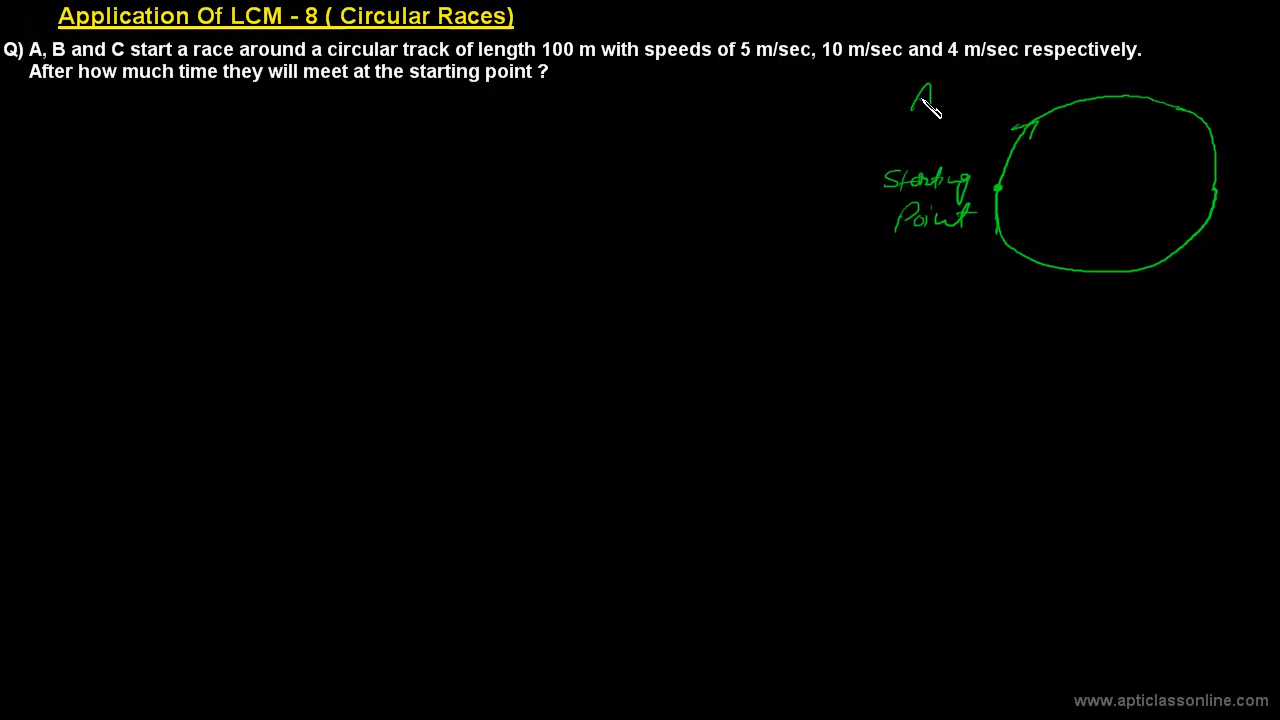 Application Of LCM - 8 ( Circular Races)
Q) A, B and C start a race around a circular track of length 100 m with speeds of 5 m/sec, 10 m/sec and 4 m/sec respectively.
After how much time they will meet at the starting point ?
Starting
Point
www.apticlassonline.com